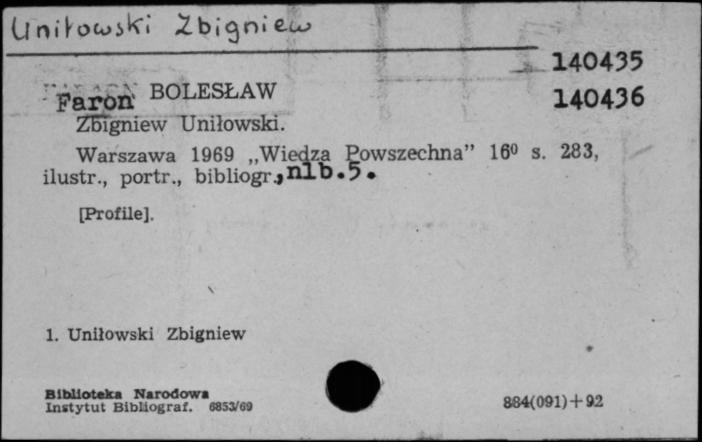 Uniłowski Zbigniew
140435
Faron BOLESŁAW
140436
Zbigniew Uniłowski.
Warszawa 1969 „Wiedza Powszechna” 16⁰ s. 283,
ilustr., portr., bibliogr., nlb.5.
[Profile].
1. Uniłowski Zbigniew
Biblioteka Narodowa
Instytut Bibliograf. 6853/69
884(091)+92